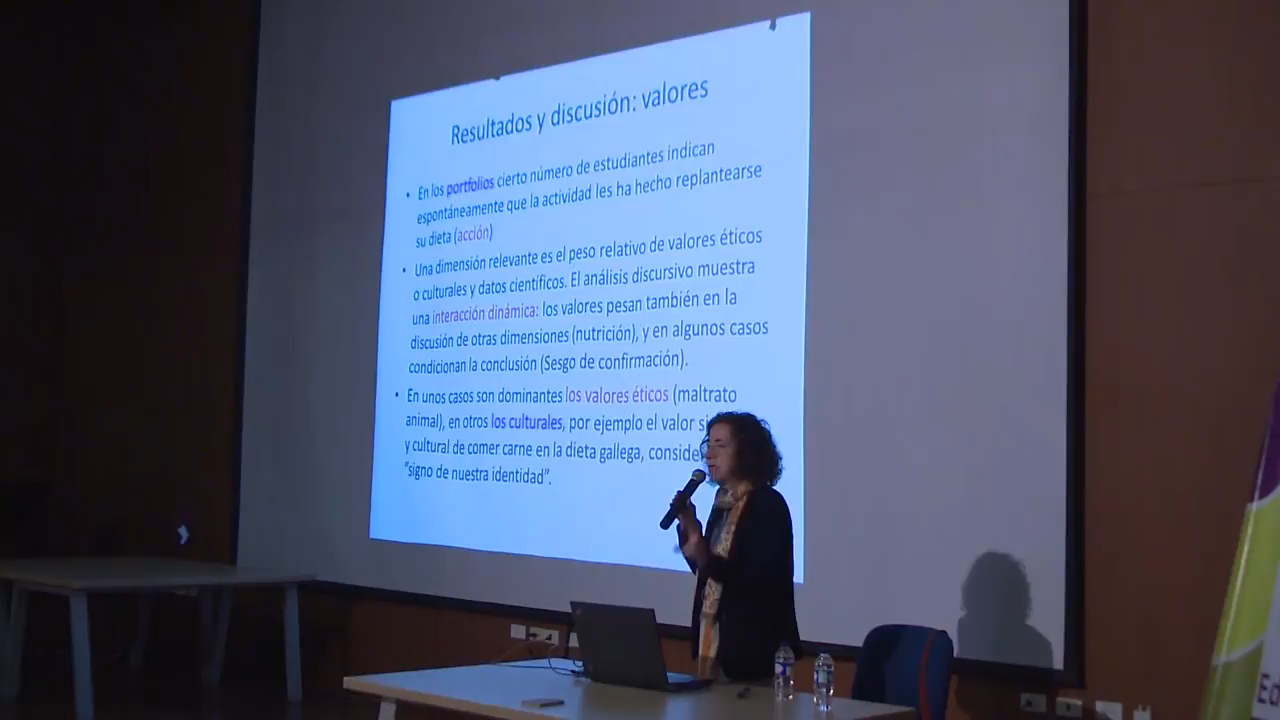 Resultados y discusión: valores
• En los portfolios cierto número de estudiantes indican
espontáneamente que la actividad les ha hecho replantearse
su dieta (acción)
• Una dimensión relevante es el peso relativo de valores éticos
o culturales y datos científicos. El análisis discursivo muestra
una interacción dinámica: los valores pesan también en la
discusión de otras dimensiones (nutrición), y en algunos casos
condicionan la conclusión (Sesgo de confirmación).
• En unos casos son dominantes los valores éticos (maltrato
animal), en otros los culturales, por ejemplo el valor
y cultural de comer carne en la dieta gallega,
"signo de nuestra identidad".